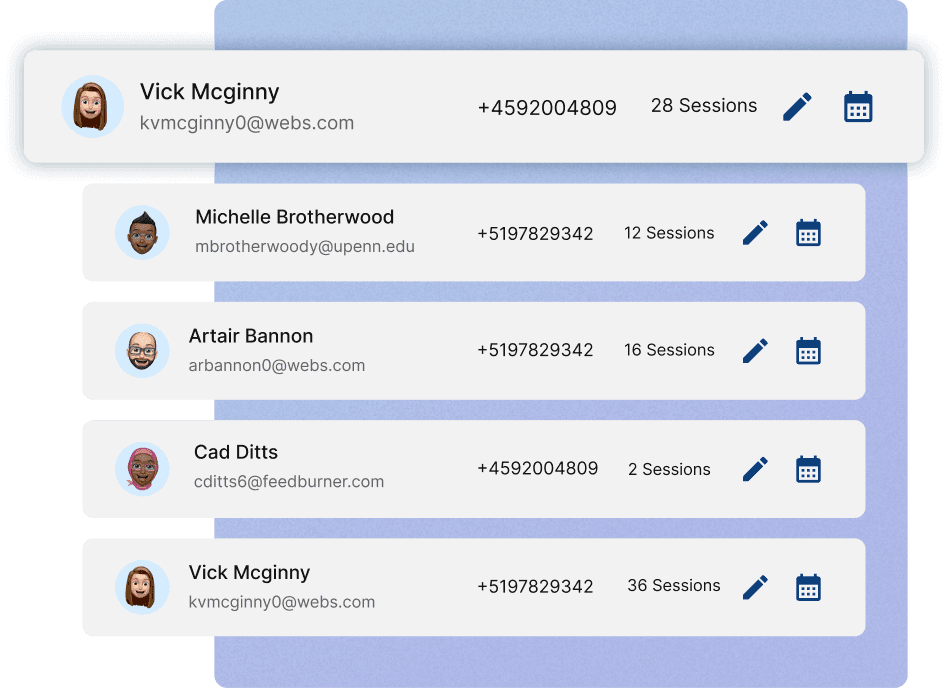 Vick Mcginny
kvmcginny0@webs.com
+4592004809
28 Sessions
Michelle Brotherwood
mbrotherwoody@upenn.edu
+5197829342
12 Sessions
Artair Bannon
arbannon0@webs.com
+5197829342
16 Sessions
Cad Ditts
cditts6@feedburner.com
+4592004809
2 Sessions
Vick Mcginny
kvmcginny0@webs.com
+5197829342
36 Sessions